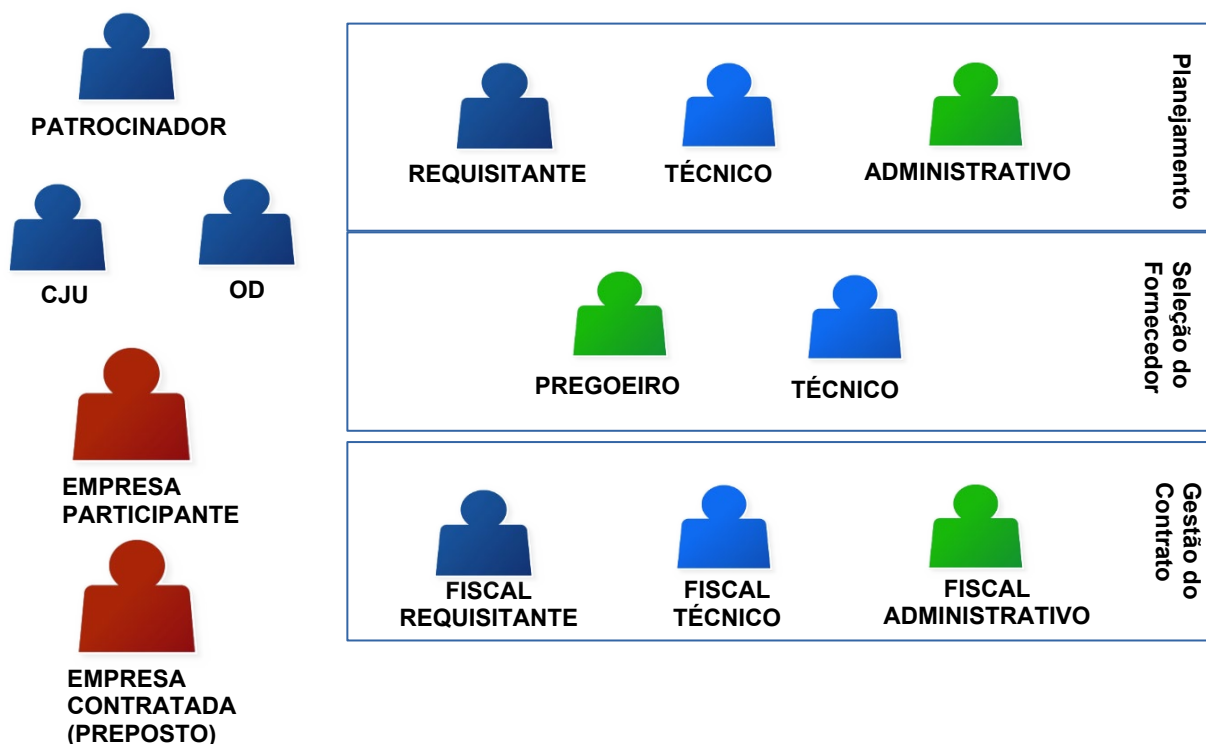 PATROCINADOR
CJU
OD
EMPRESA
PARTICIPANTE
EMPRESA
CONTRATADA
(PREPOSTO)
REQUISITANTE
TÉCNICO
ADMINISTRATIVO
Planejamento
PREGOEIRO
TÉCNICO
Seleção do
Fornecedor
FISCAL
REQUISITANTE
FISCAL
TÉCNICO
FISCAL
ADMINISTRATIVO
Gestão do
Contrato